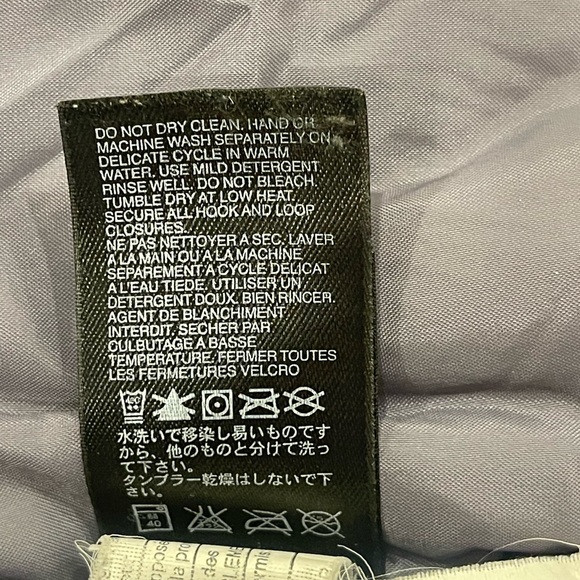 DO NOT DRY CLEAN. HAND OR
MACHINE WASH SEPARATELY ON
DELICATE CYCLE IN WARM
WATER. USE MILD DETERGENT.
RINSE WELL. DO NOT BLEACH.
TUMBLE DRY AT LOW HEAT.
SECURE ALL HOOK AND LOOP
CLOSURES.
NE PAS NETTOYER A SEC. LAVER
A LA MAIN OU A LA MACHINE
SEPAREMENT A CYCLE DELICAT
A L'EAU TIEDE. UTILISER UN
DETERGENT DOUX. BIEN RINCER.
AGENT DE BLANCHIMENT
INTERDIT. SECHER PAR
CULBUTAGE A BASSE
TEMPERATURE. FERMER TOUTES
LES FERMETURES VELCRO
水洗いで移染し易いものです
から、他のものと分けて洗っ
て下さい。
タンブラー乾燥はしないで下
さい。
40